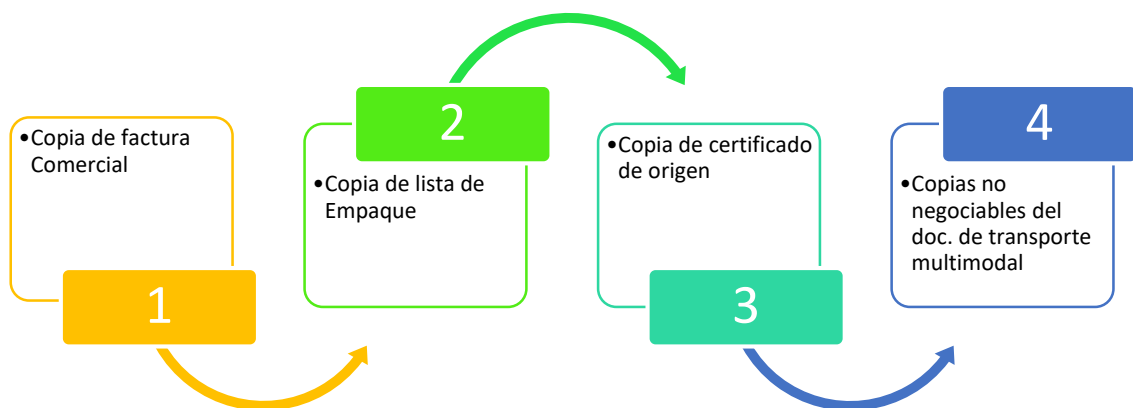 •Copia de factura
Comercial
1
2
•Copia de lista de
Empaque
•Copia de certificado
de origen
3
4
•Copias no
negociables del
doc. de transporte
multimodal